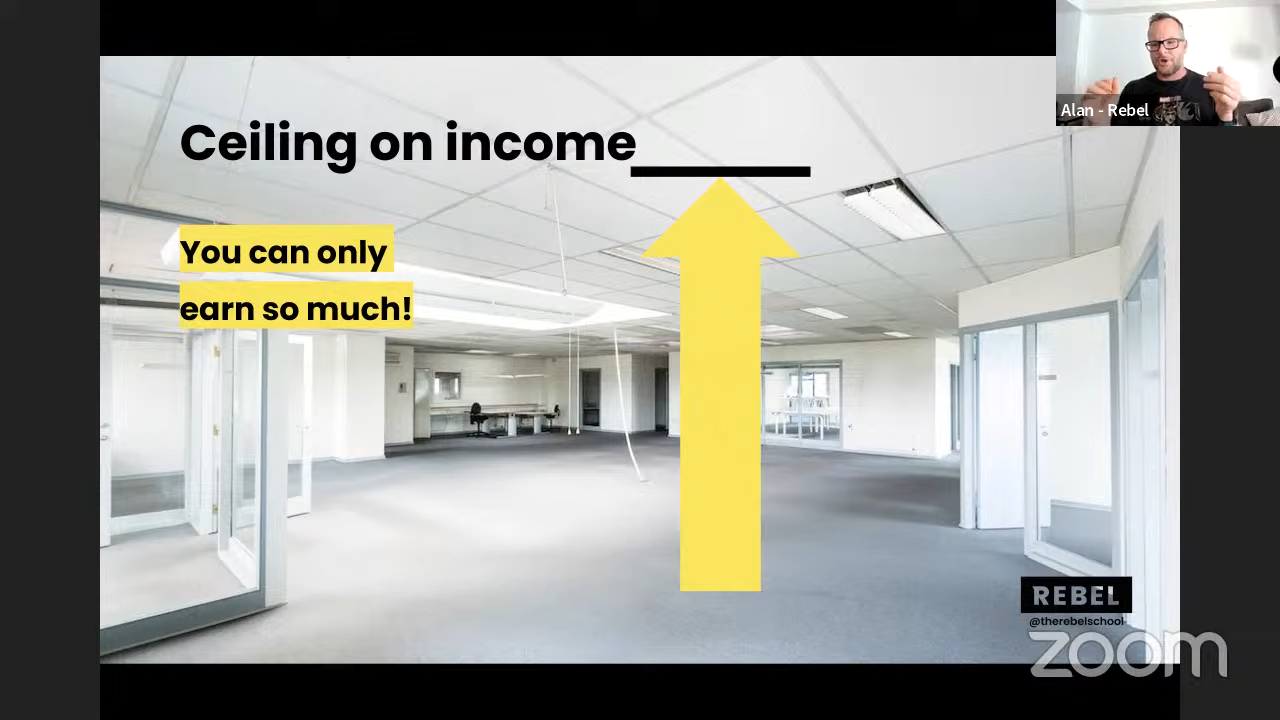 Alan - Rebel
Ceiling on income
You can only
earn so much!
REBEL
@therebelschool
zoom